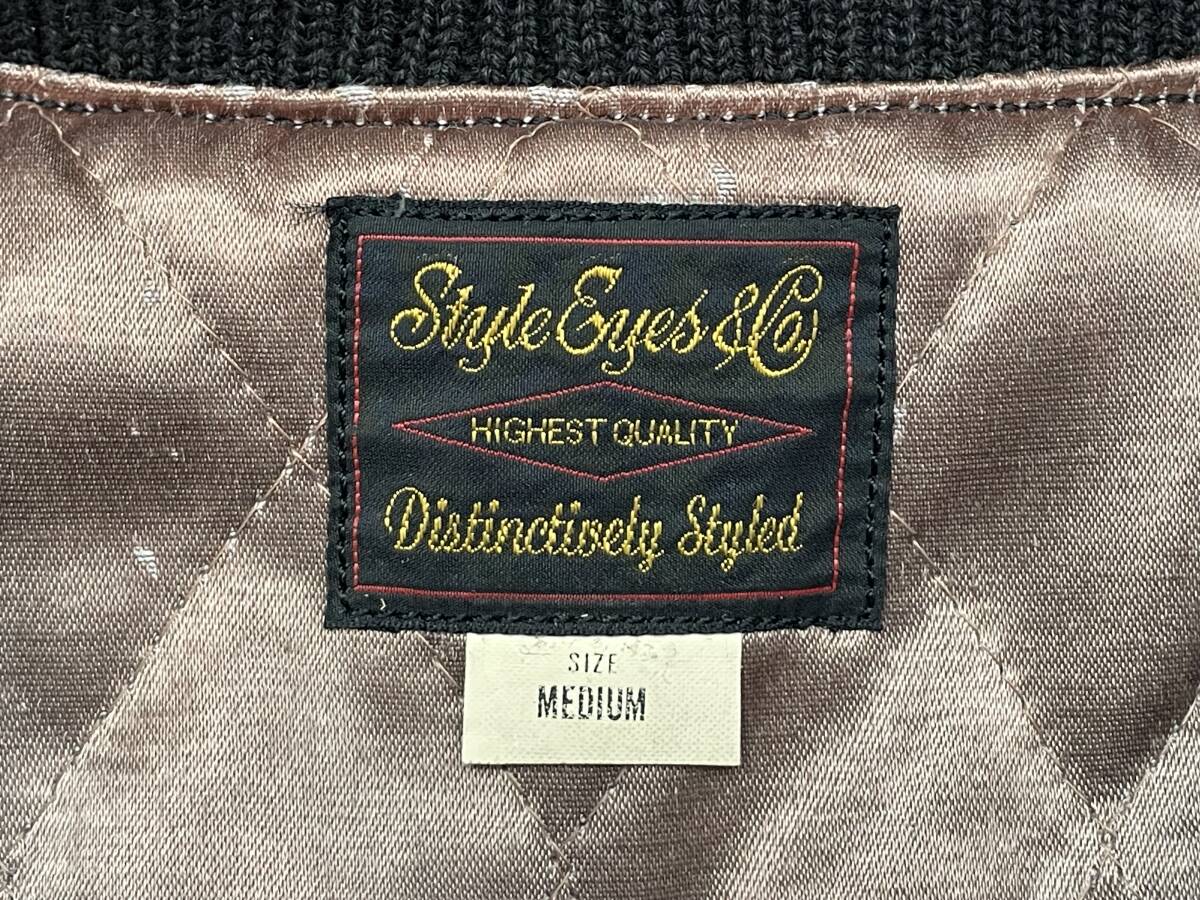 Style Eyes & Co.
HIGHEST QUALITY
Distinctively Styled
SIZE
MEDIUM